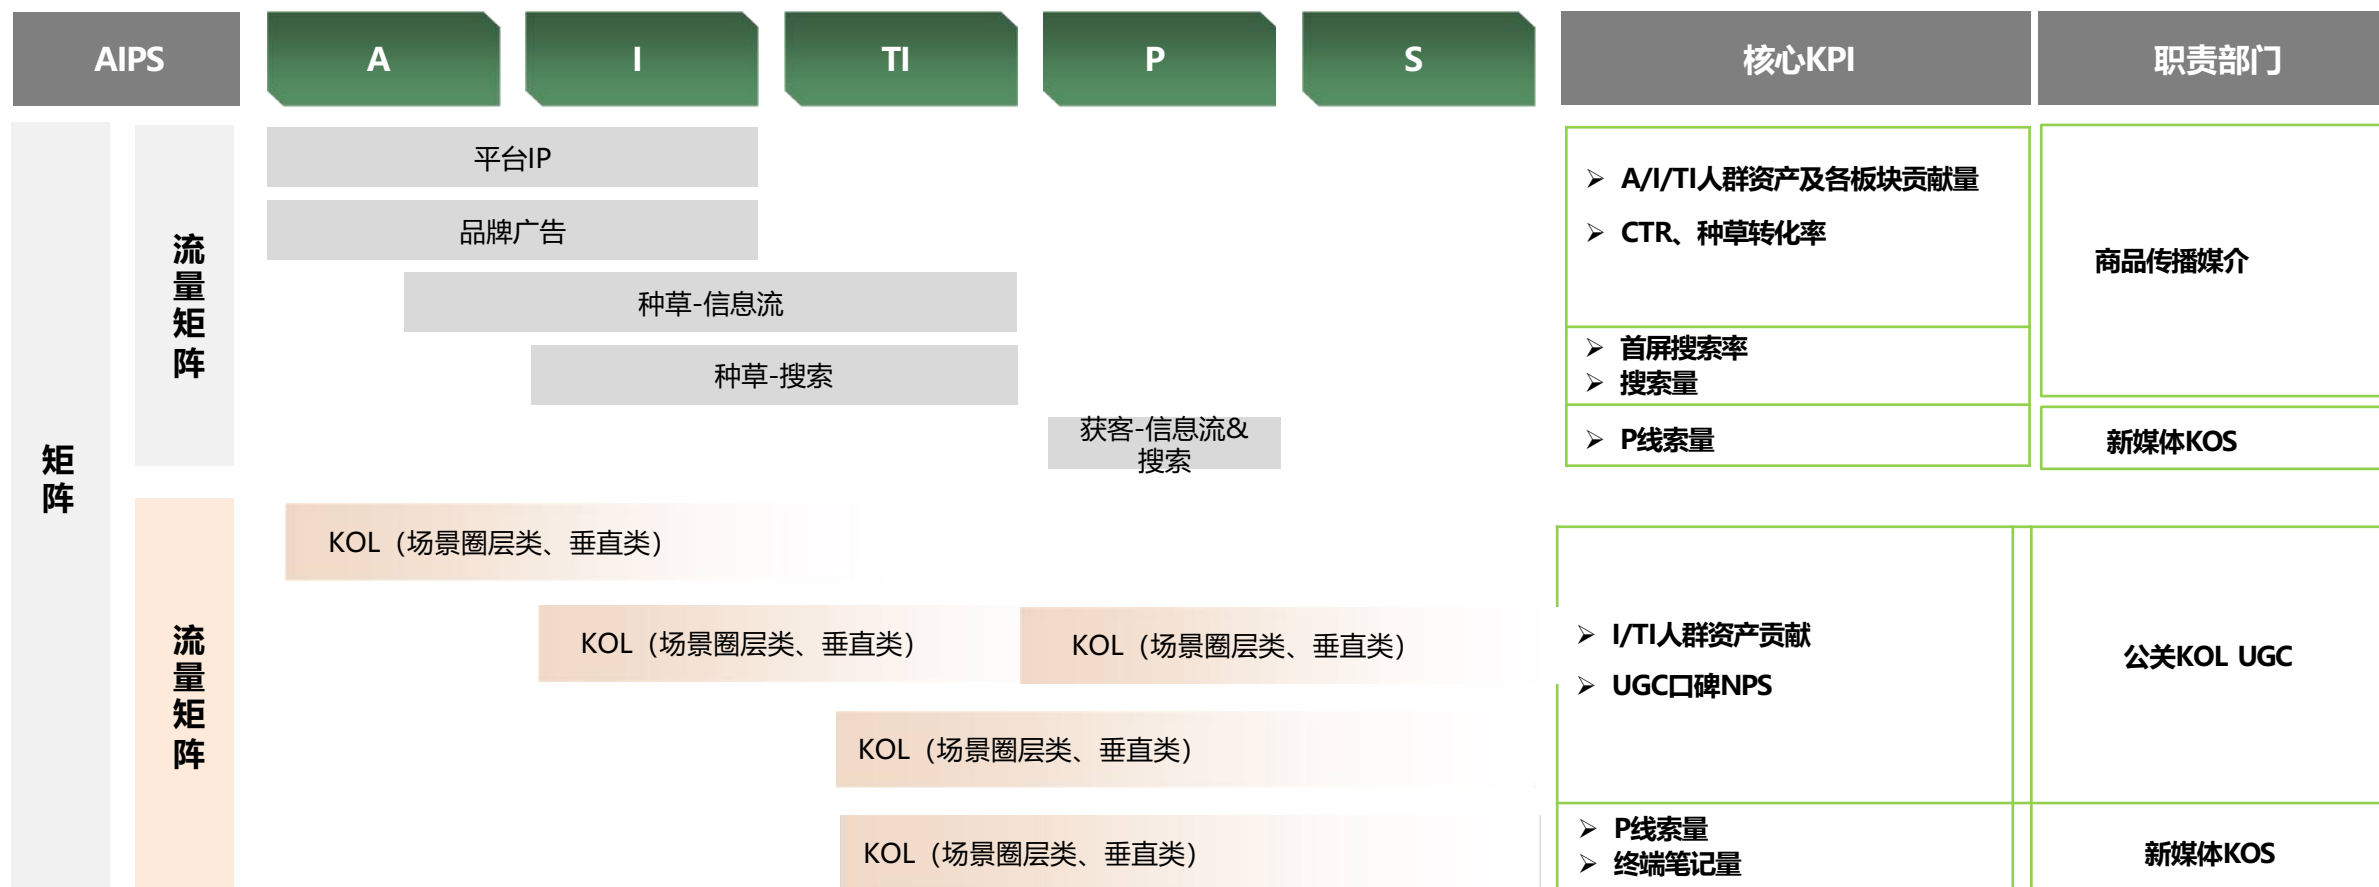 AIPS
A
I
TI
P
S
核心KPI
职责部门
矩阵
流量矩阵
平台IP
品牌广告
种草-信息流
种草-搜索
获客-信息流&
搜索
A/I/TI人群资产及各板块贡献量
CTR、种草转化率
首屏搜索率
搜索量
P线索量
商品传播媒介
新媒体KOS
流量矩阵
KOL（场景圈层类、垂直类）
KOL（场景圈层类、垂直类）
KOL（场景圈层类、垂直类）
KOL（场景圈层类、垂直类）
KOL（场景圈层类、垂直类）
I/TI人群资产贡献
UGC口碑NPS
公关KOL UGC
P线索量
终端笔记量
新媒体KOS